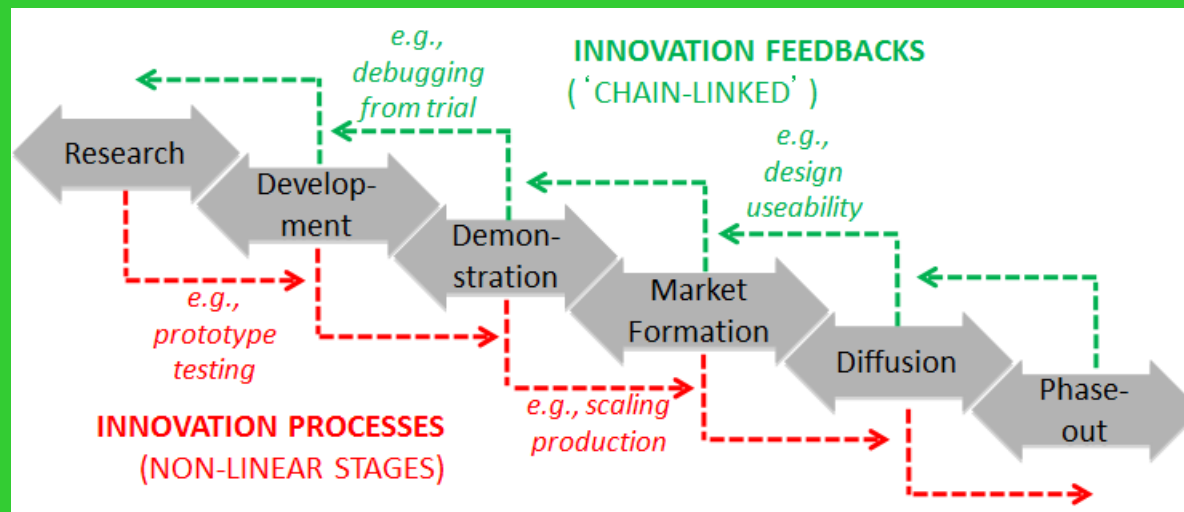 e.g.,
debugging
from trial
INNOVATION FEEDBACKS
( ‘CHAIN-LINKED’ )
e.g.,
design
useability
Research
Develop-
ment
Demon-
stration
Market
Formation
Diffusion
Phase-
out
e.g.,
prototype
testing
e.g., scaling
production
INNOVATION PROCESSES
(NON-LINEAR STAGES)